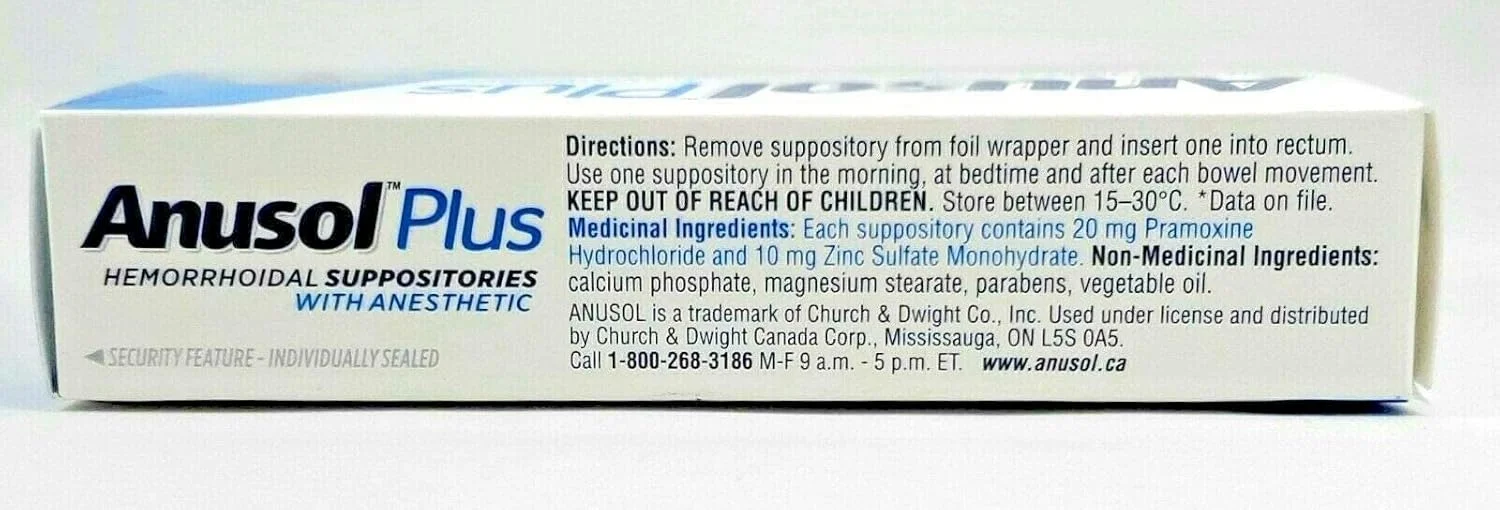 Anusol Plus
Anusol™ Plus
HEMORRHOIDAL SUPPOSITORIES
WITH ANESTHETIC
SECURITY FEATURE - INDIVIDUALLY SEALED
Directions: Remove suppository from foil wrapper and insert one into rectum.
Use one suppository in the morning, at bedtime and after each bowel movement.
KEEP OUT OF REACH OF CHILDREN. Store between 15–30°C. *Data on file.
Medicinal Ingredients: Each suppository contains 20 mg Pramoxine
Hydrochloride and 10 mg Zinc Sulfate Monohydrate. Non-Medicinal Ingredients:
calcium phosphate, magnesium stearate, parabens, vegetable oil.
ANUSOL is a trademark of Church & Dwight Co., Inc. Used under license and distributed
by Church & Dwight Canada Corp., Mississauga, ON L5S 0A5.
Call 1-800-268-3186 M-F 9 a.m. - 5 p.m. ET. www.anusol.ca